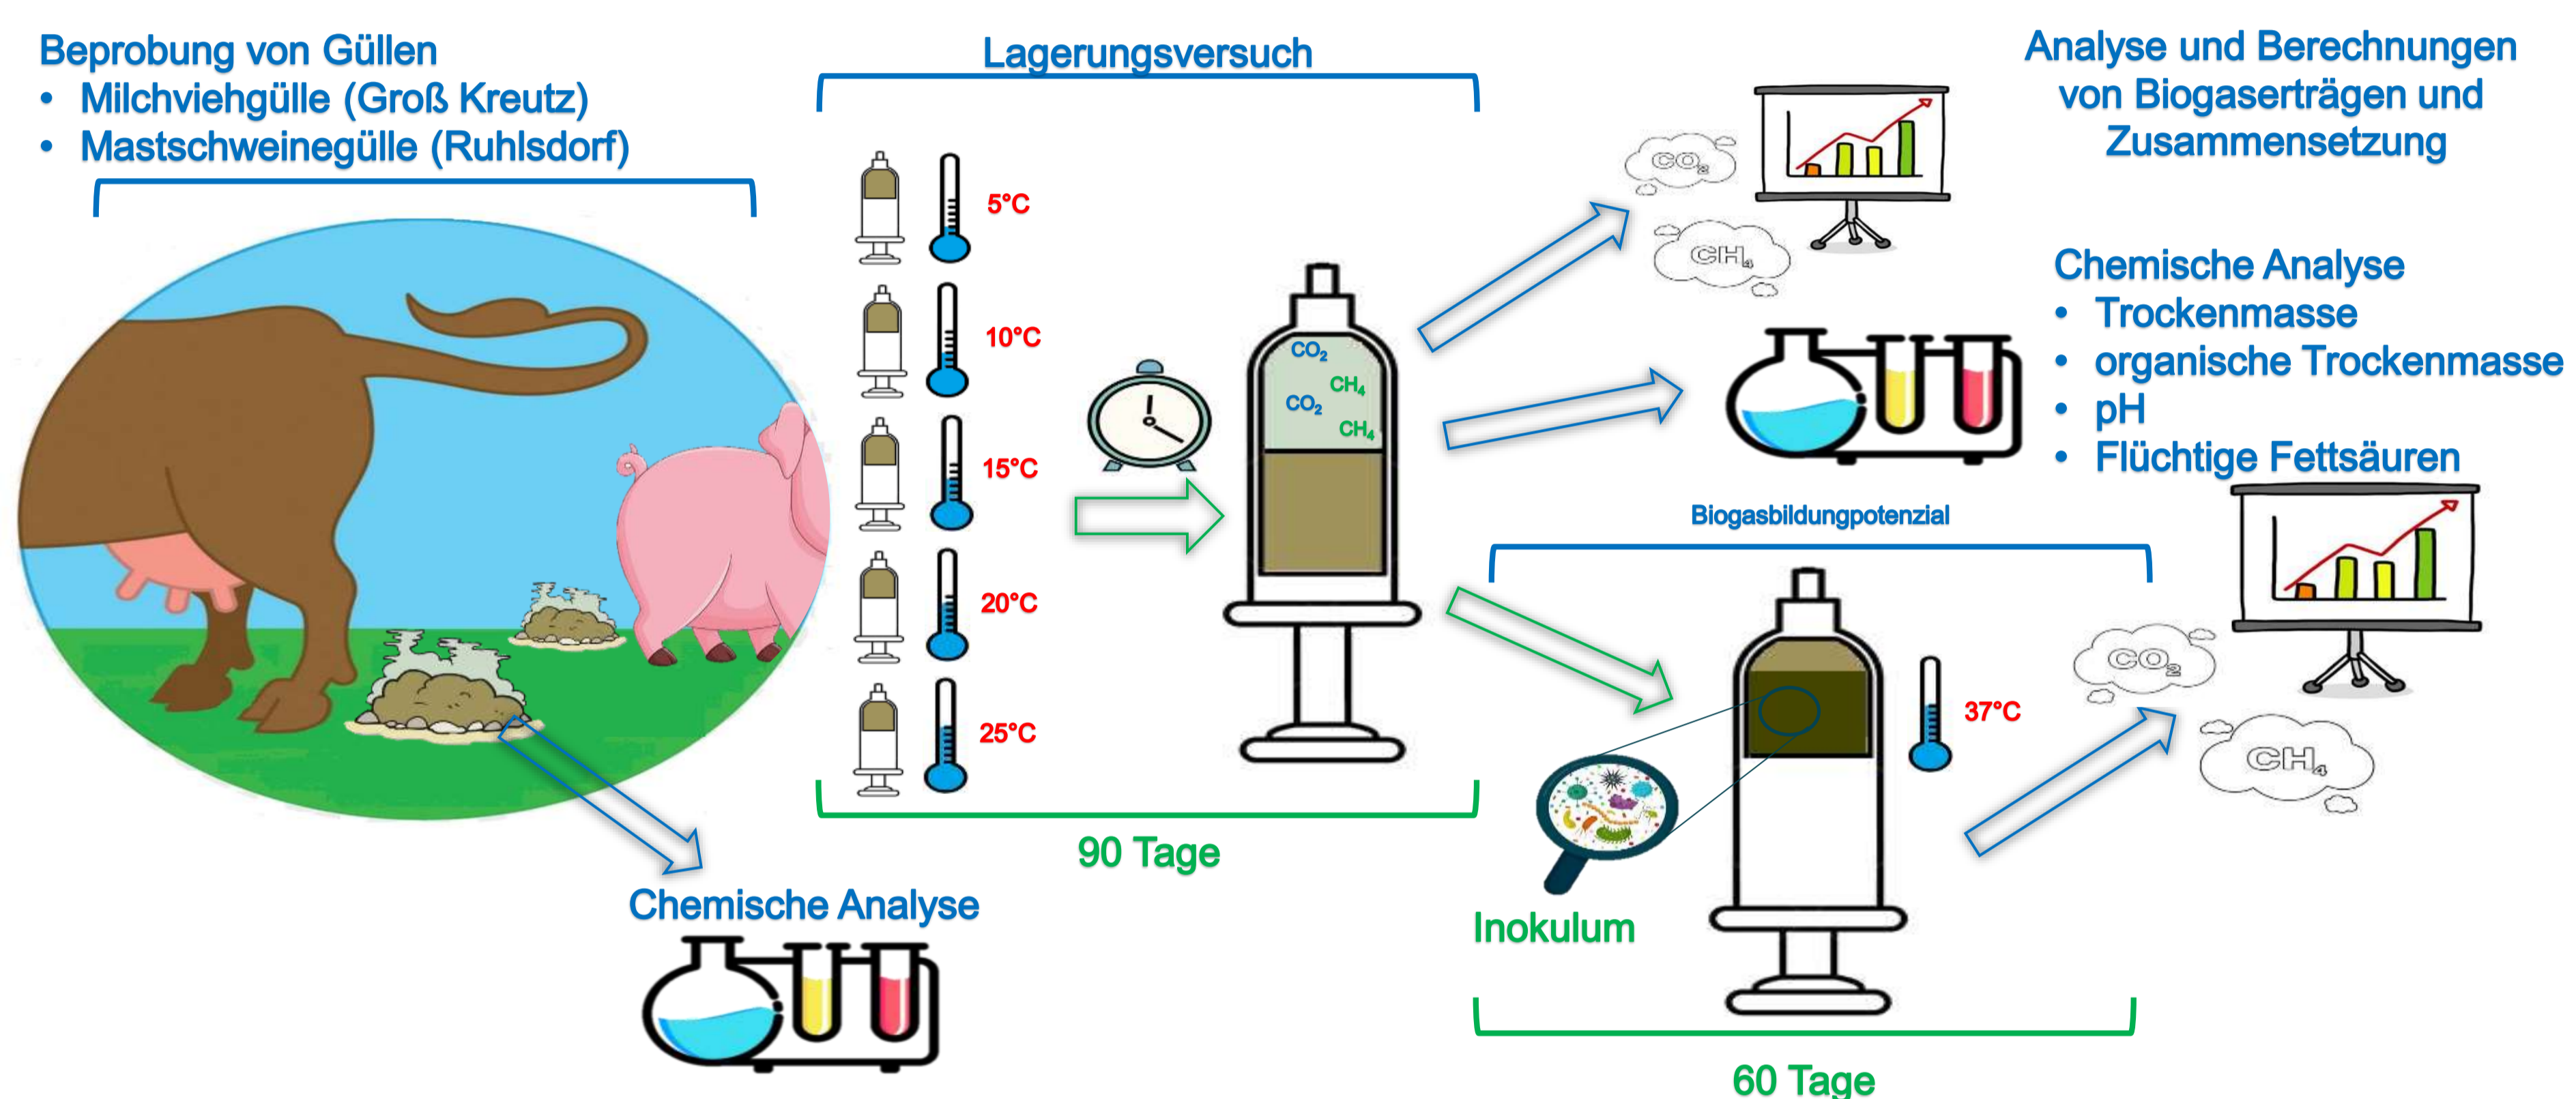 Beprobung von Güllen
• Milchviehgülle (Groß Kreutz)
• Mastschweinegülle (Ruhlsdorf)
Lagerungsversuch
5°C
10°C
15°C
20°C
25°C
90 Tage
CO₂
CH₄
CO₂
CH₄
Chemische Analyse
Analyse und Berechnungen
von Biogaserträgen und
Zusammensetzung
CO₂
CH₄
Chemische Analyse
• Trockenmasse
• organische Trockenmasse
• pH
• Flüchtige Fettsäuren
Biogasbildungpotenzial
37°C
Inokulum
60 Tage
CO₂
CH₄